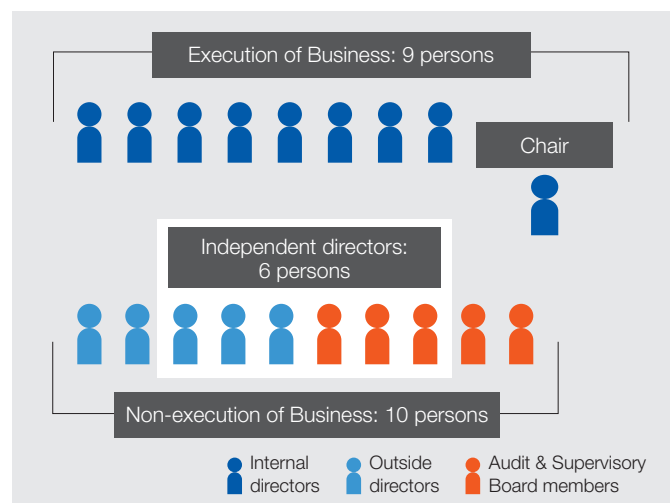 Execution of Business: 9 persons
Chair
Independent directors:
6 persons
Non-execution of Business: 10 persons
Internal
directors
Outside
directors
Audit & Supervisory
Board members